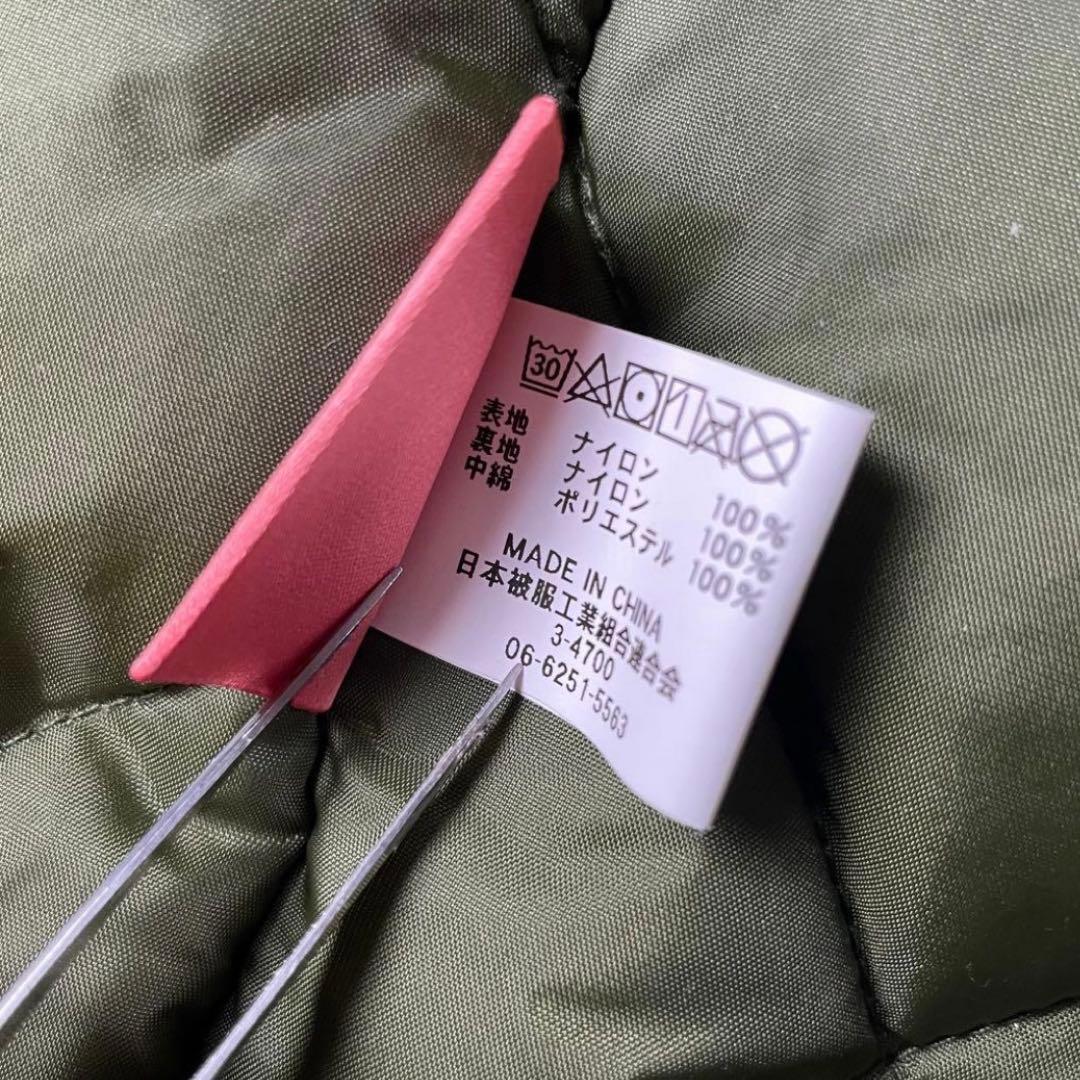 30
表地 ナイロン 100%
裏地 ナイロン 100%
中綿 ポリエステル 100%
MADE IN CHINA
日本被服工業組合連合会
3-4700
06-6251-5563